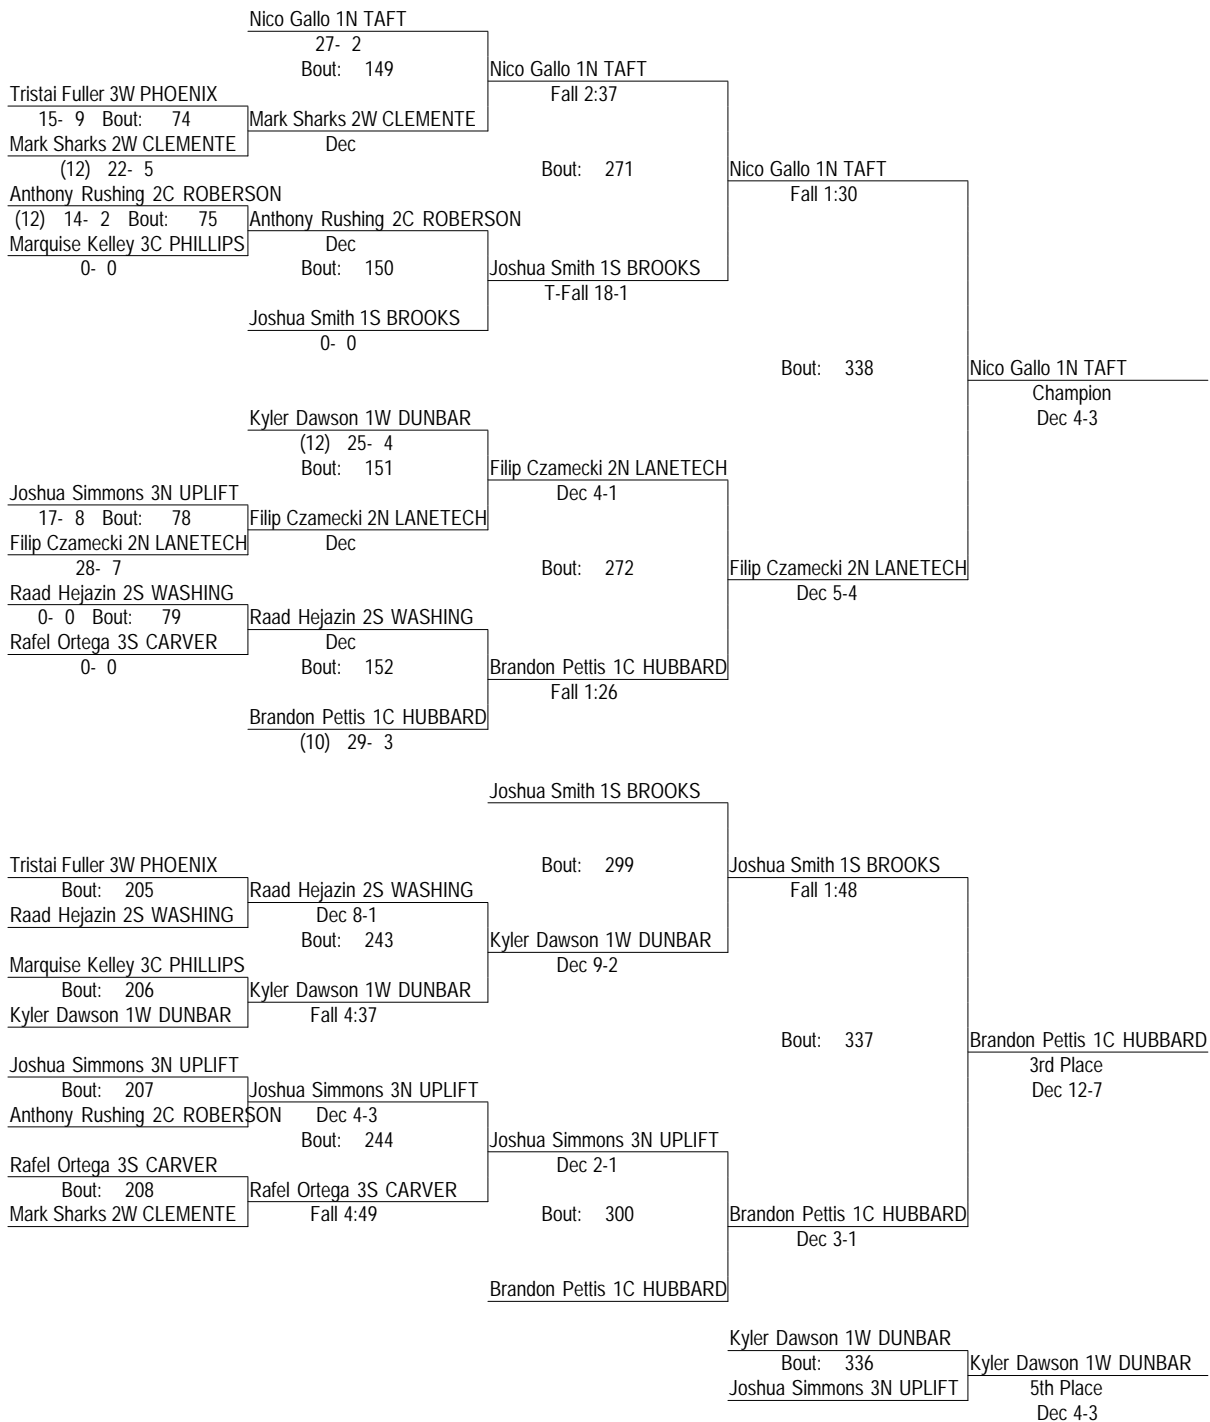 Nico Gallo 1N TAFT
27- 2
Bout: 149
Nico Gallo 1N TAFT
Tristai Fuller 3W PHOENIX
Fall 2:37
15- 9 Bout: 74
Mark Sharks 2W CLEMENTE
Mark Sharks 2W CLEMENTE
Dec
(12) 22- 5
Bout: 271
Nico Gallo 1N TAFT
Anthony Rushing 2C ROBERSON
Fall 1:30
(12) 14- 2 Bout: 75
Anthony Rushing 2C ROBERSON
Marquise Kelley 3C PHILLIPS
Dec
0- 0
Bout: 150
Joshua Smith 1S BROOKS
T-Fall 18-1
Joshua Smith 1S BROOKS
0- 0
Bout: 338
Nico Gallo 1N TAFT
Champion
Dec 4-3
Kyler Dawson 1W DUNBAR
(12) 25- 4
Bout: 151
Filip Czamecki 2N LANETECH
Joshua Simmons 3N UPLIFT
Dec 4-1
17- 8 Bout: 78
Filip Czamecki 2N LANETECH
Filip Czamecki 2N LANETECH
Dec
28- 7
Bout: 272
Filip Czamecki 2N LANETECH
Raad Hejazin 2S WASHING
Dec 5-4
0- 0 Bout: 79
Raad Hejazin 2S WASHING
Rafel Ortega 3S CARVER
Dec
0- 0
Bout: 152
Brandon Pettis 1C HUBBARD
Fall 1:26
Brandon Pettis 1C HUBBARD
(10) 29- 3
Joshua Smith 1S BROOKS
Tristai Fuller 3W PHOENIX
Bout: 299
Joshua Smith 1S BROOKS
Bout: 205
Raad Hejazin 2S WASHING
Fall 1:48
Raad Hejazin 2S WASHING
Dec 8-1
Bout: 243
Kyler Dawson 1W DUNBAR
Marquise Kelley 3C PHILLIPS
Dec 9-2
Bout: 206
Kyler Dawson 1W DUNBAR
Kyler Dawson 1W DUNBAR
Fall 4:37
Bout: 337
Brandon Pettis 1C HUBBARD
Joshua Simmons 3N UPLIFT
3rd Place
Bout: 207
Joshua Simmons 3N UPLIFT
Dec 12-7
Anthony Rushing 2C ROBERSON
Dec 4-3
Bout: 244
Joshua Simmons 3N UPLIFT
Rafel Ortega 3S CARVER
Dec 2-1
Bout: 208
Rafel Ortega 3S CARVER
Mark Sharks 2W CLEMENTE
Fall 4:49
Bout: 300
Brandon Pettis 1C HUBBARD
Dec 3-1
Brandon Pettis 1C HUBBARD
Kyler Dawson 1W DUNBAR
Bout: 336
Kyler Dawson 1W DUNBAR
Joshua Simmons 3N UPLIFT
5th Place
Dec 4-3